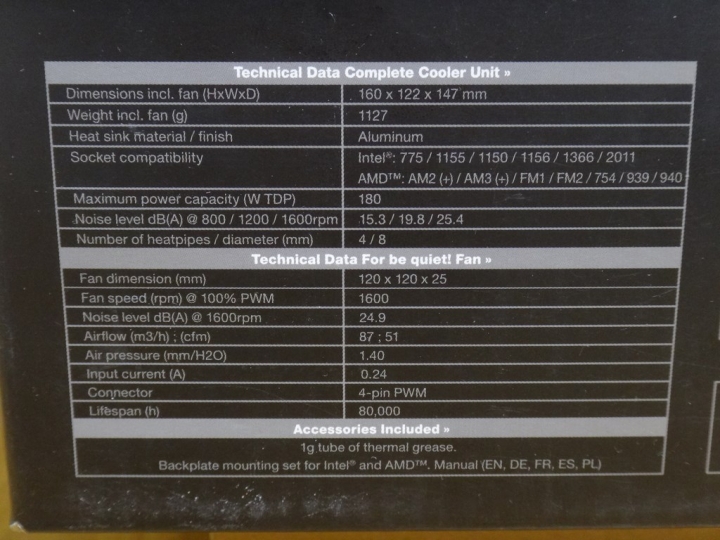 Technical Data Complete Cooler Unit »
Dimensions incl. fan (HxWxD) 160 x 122 x 147 mm
Weight incl. fan (g) 1127
Heat sink material / finish Aluminum
Socket compatibility Intel®: 775 / 1155 / 1150 / 1156 / 1366 / 2011
AMD™: AM2 (+) / AM3 (+) / FM1 / FM2 / 754 / 939 / 940
Maximum power capacity (W TDP) 180
Noise level dB(A) @ 800 / 1200 / 1600rpm 15.3 / 19.8 / 25.4
Number of heatpipes / diameter (mm) 4 / 8
Technical Data For be quiet! Fan »
Fan dimension (mm) 120 x 120 x 25
Fan speed (rpm) @ 100% PWM 1600
Noise level dB(A) @ 1600rpm 24.9
Airflow (m3/h) ; (cfm) 87 ; 51
Air pressure (mm/H2O) 1.40
Input current (A) 0.24
Connector 4-pin PWM
Lifespan (h) 80,000
Accessories Included »
1g tube of thermal grease.
Backplate mounting set for Intel® and AMD™. Manual (EN, DE, FR, ES, PL)